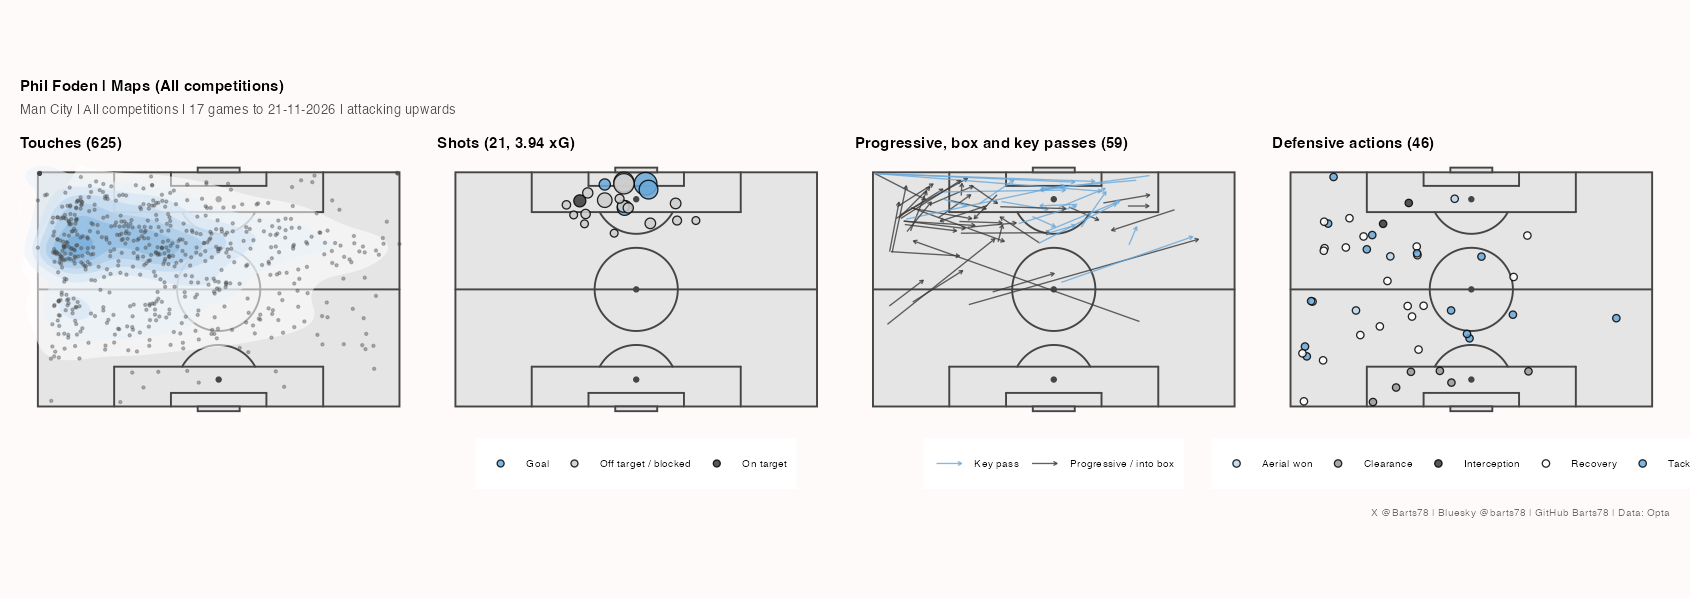 Phil Foden | Maps (All competitions)
Man City | All competitions | 17 games to 21-11-2026 | attacking upwards
Touches (625)
Shots (21, 3.94 xG)
Progressive, box and key passes (59)
Defensive actions (46)
Goal
Off target / blocked
On target
Key pass
Progressive / into box
Aerial won
Clearance
Interception
Recovery
Tack
X @Barts78 | Bluesky @barts78 | GitHub Barts78 | Data: Opta